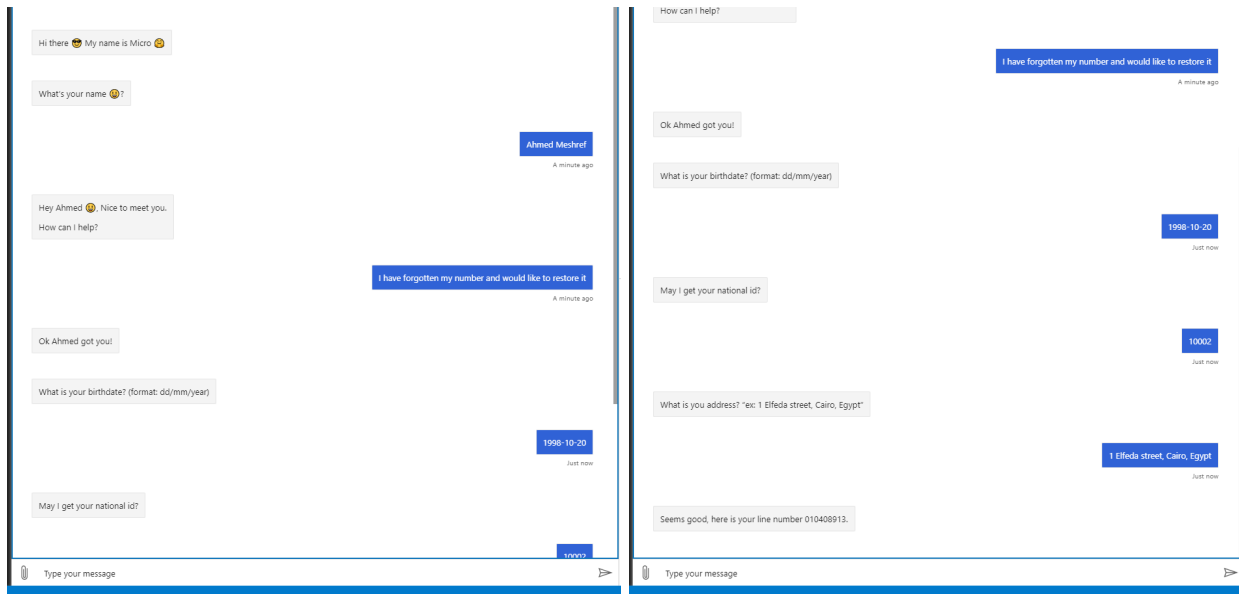 Hi there 😎 My name is Micro 🧐
What's your name 😀?
Ahmed Meshref
A minute ago
Hey Ahmed 😀, Nice to meet you.
How can I help?
I have forgotten my number and would like to restore it
A minute ago
Ok Ahmed got you!
What is your birthdate? (format: dd/mm/year)
1998-10-20
Just now
May I get your national id?
10002
Type your message
How can I help?
I have forgotten my number and would like to restore it
A minute ago
Ok Ahmed got you!
What is your birthdate? (format: dd/mm/year)
1998-10-20
Just now
May I get your national id?
10002
Just now
What is you address? "ex: 1 Elfeda street, Cairo, Egypt"
1 Elfeda street, Cairo, Egypt
Just now
Seems good, here is your line number 010408913.
Type your message